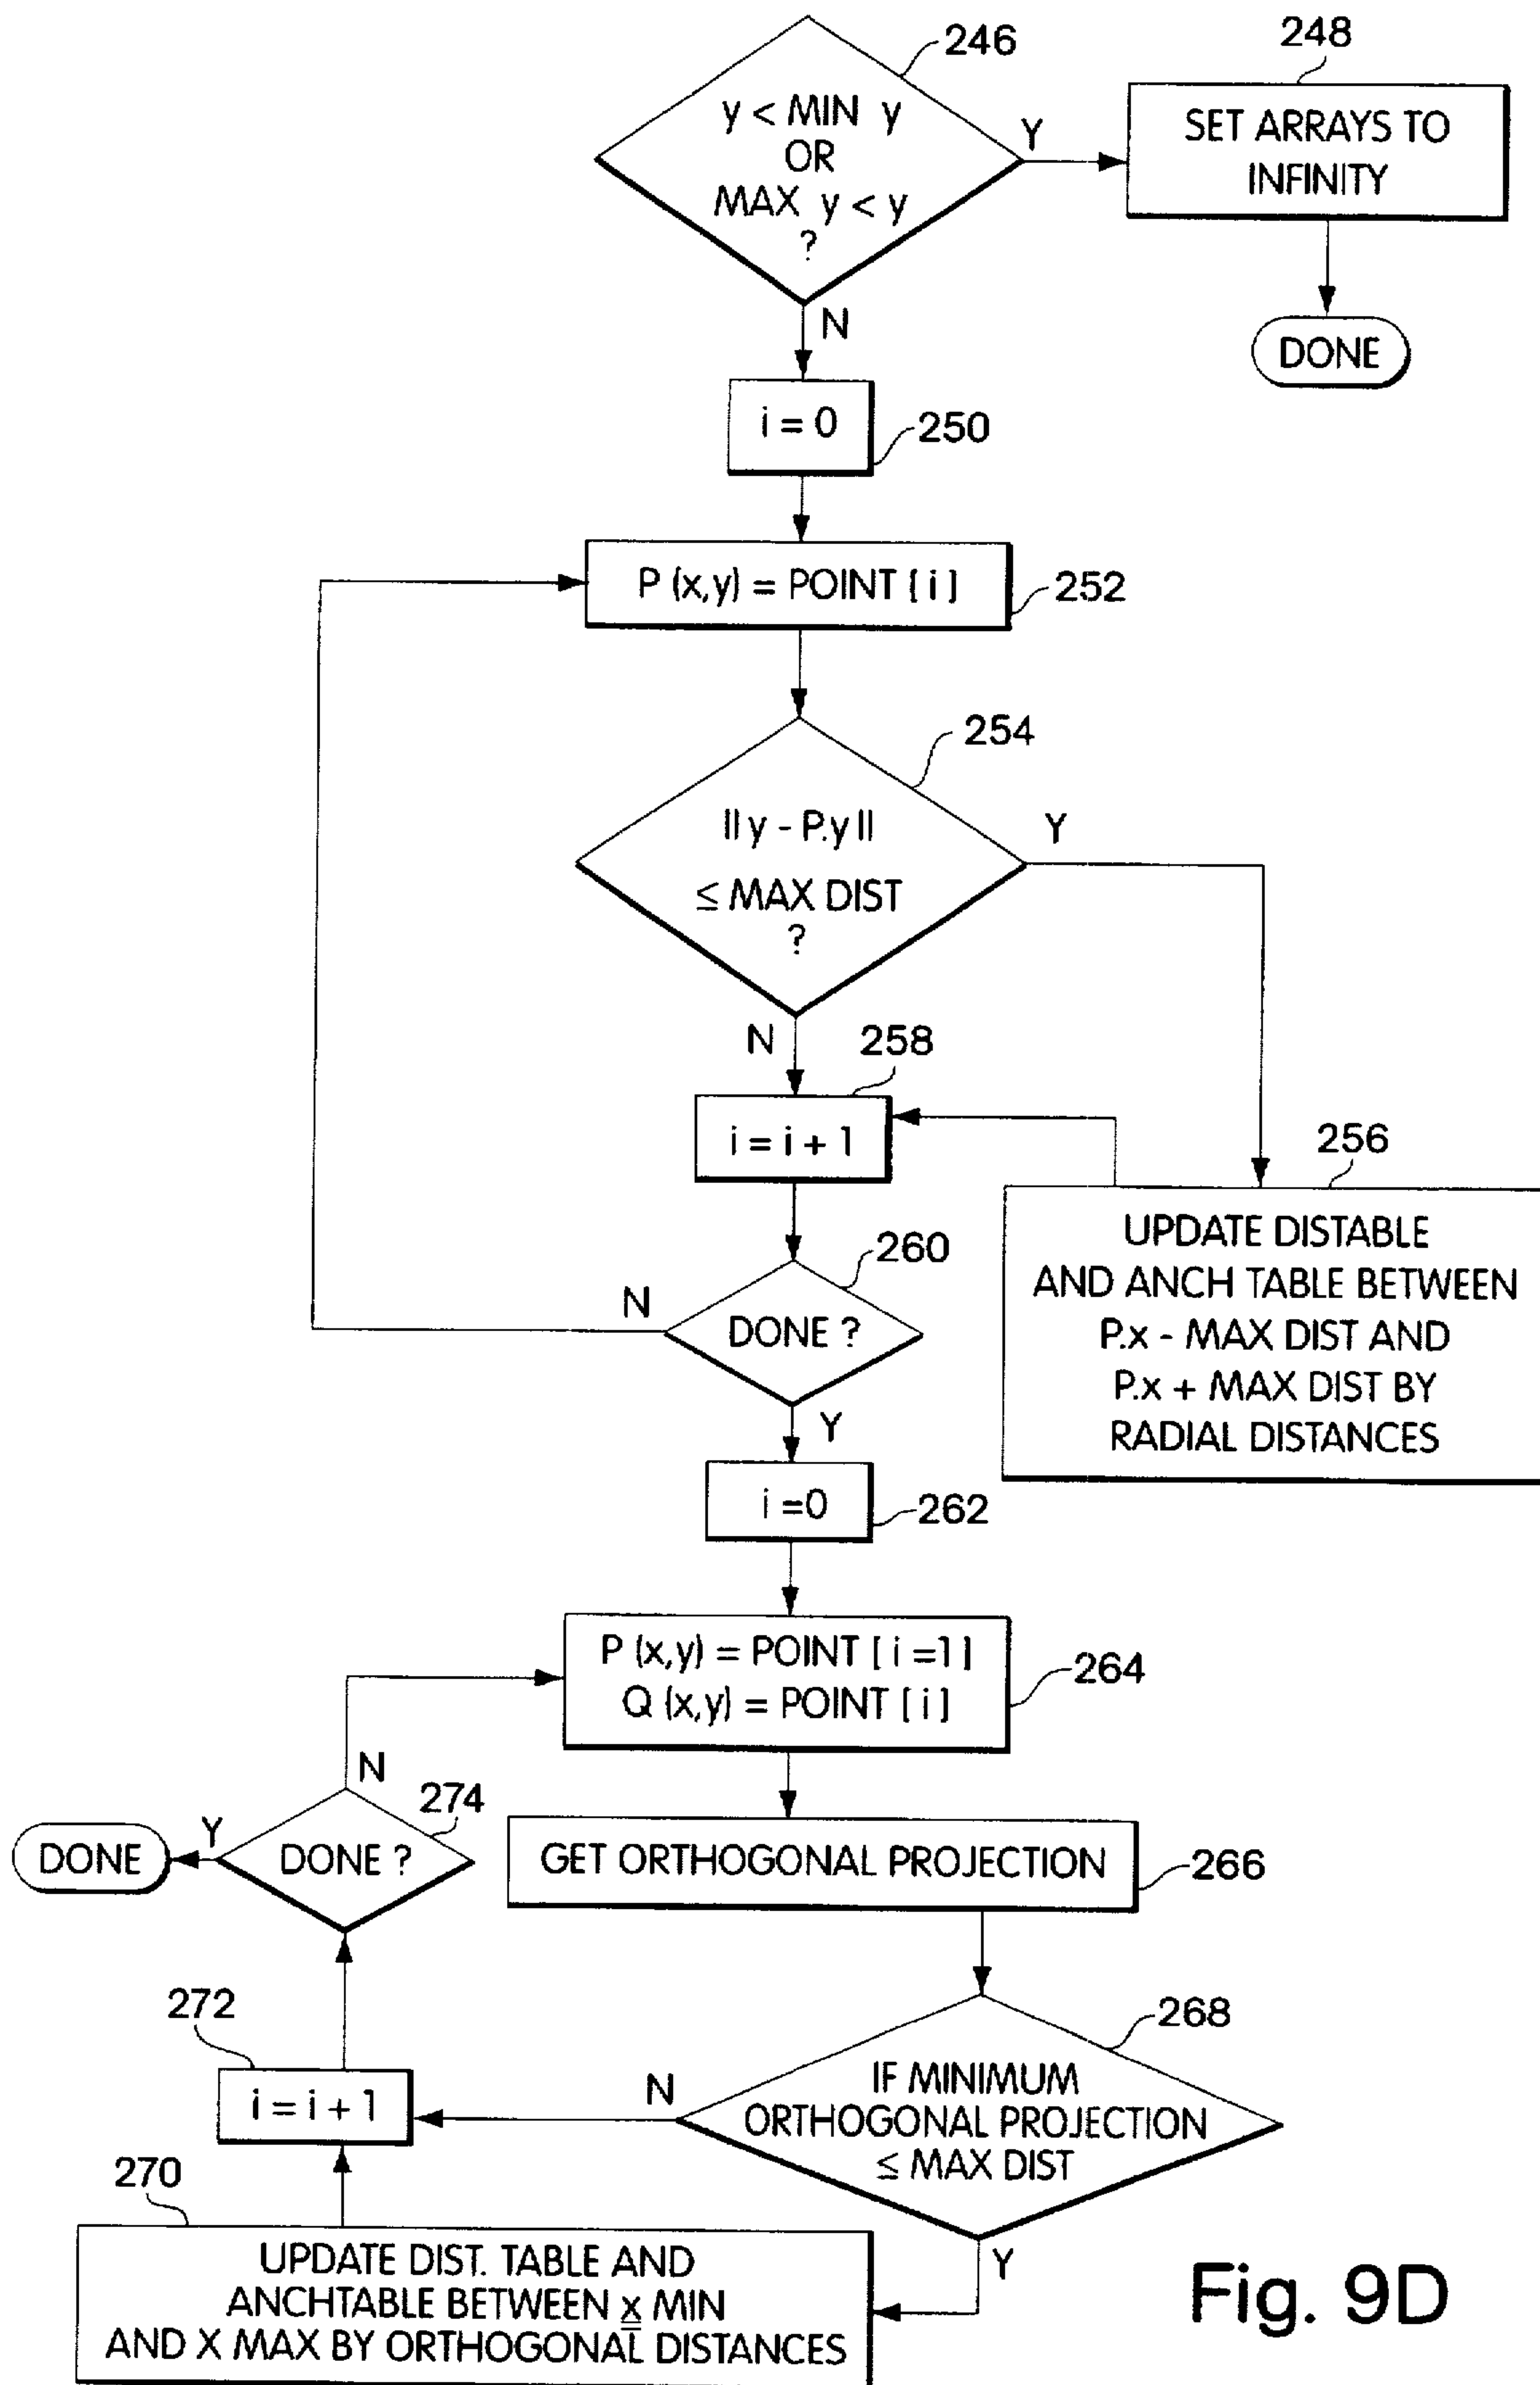 246
y < MIN y
OR
MAX y < y
?
Y
248
SET ARRAYS TO
INFINITY
DONE
N
i = 0
250
P (x,y) = POINT [ i ]
252
254
|| y - P.y ||
≤ MAX DIST
?
Y
N
258
i = i + 1
256
UPDATE DISTABLE
AND ANCH TABLE BETWEEN
P.x - MAX DIST AND
P.x + MAX DIST BY
RADIAL DISTANCES
260
DONE ?
N
Y
i =0
262
P (x,y) = POINT [ i =1 ]
Q (x,y) = POINT [ i ]
264
GET ORTHOGONAL PROJECTION
266
268
IF MINIMUM
ORTHOGONAL PROJECTION
≤ MAX DIST
N
Y
272
i = i + 1
274
DONE ?
N
Y
DONE
270
UPDATE DIST. TABLE AND
ANCHTABLE BETWEEN x MIN
AND X MAX BY ORTHOGONAL DISTANCES
Fig. 9D